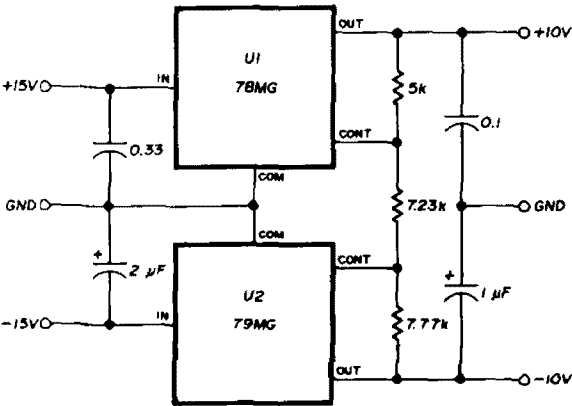 OUT
+10V
U1
78MG
IN
+15V
5k
CONT
0.1
0.33
COM
GND
7.23k
GND
COM
+
2 µF
CONT
U2
79MG
+
1 µF
IN
-15V
7.77k
OUT
-10V